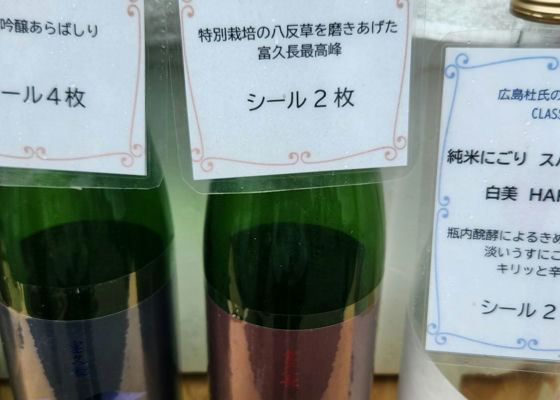 吟醸あらばしり
ール4枚
特別栽培の八反草を磨きあげた
富久長最高峰
シール2枚
広島杜氏の
CLASS
純米にごり ス
白美 HA
瓶内醗酵によるきめ
淡いうすにご
キリッと辛
シール2